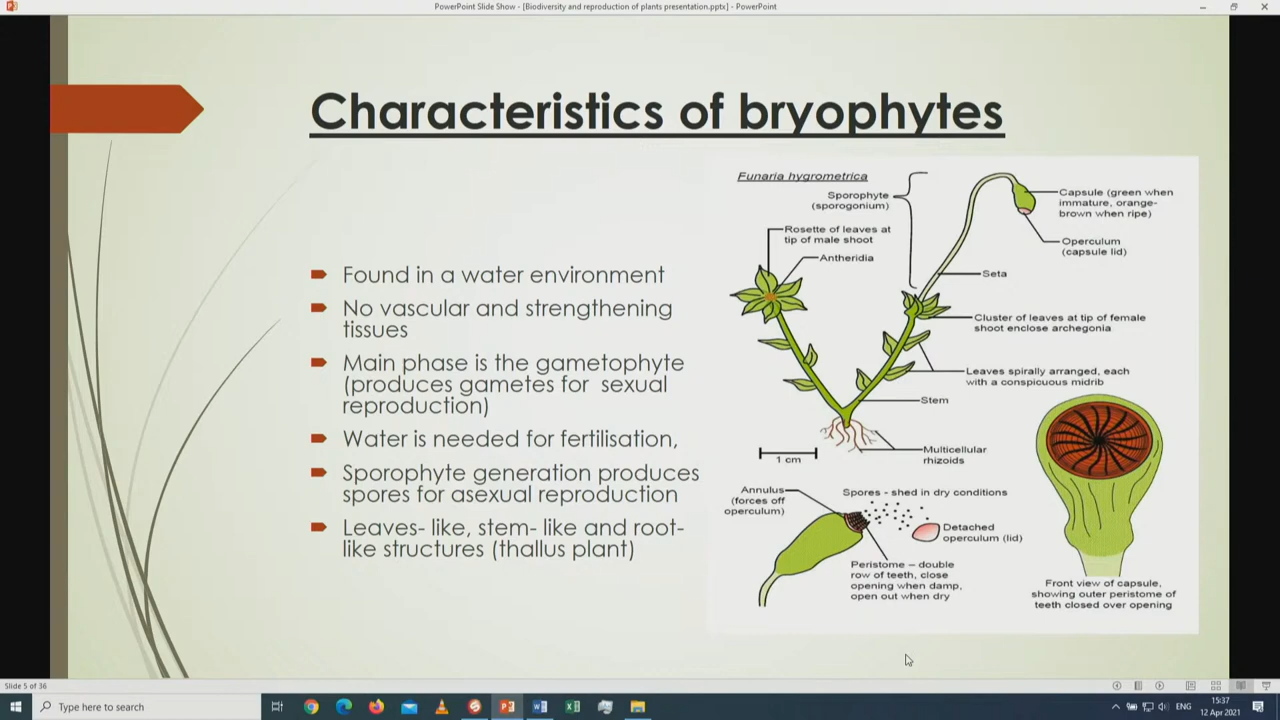 PowerPoint Slide Show - [Biodiversity and reproduction of plants presentation.pptx] - PowerPoint
Characteristics of bryophytes
Found in a water environment
No vascular and strengthening
tissues
Main phase is the gametophyte
(produces gametes for sexual
reproduction)
Water is needed for fertilisation,
Sporophyte generation produces
spores for asexual reproduction
Leaves- like, stem- like and root-
like structures (thallus plant)
Funaria hygrometrica
Sporophyte
(sporogonium)
Rosette of leaves at
tip of male shoot
Antheridia
Capsule (green when
immature, orange-
brown when ripe)
Operculum
(capsule lid)
Seta
Cluster of leaves at tip of female
shoot enclose archegonia
Leaves spirally arranged, each
with a conspicuous midrib
Stem
Multicellular
rhizoids
1 cm
Annulus
(forces off
operculum)
Spores - shed in dry conditions
Detached
operculum (lid)
Peristome – double
row of teeth, close
opening when damp,
open out when dry
Front view of capsule,
showing outer peristome of
teeth closed over opening
Slide 5 of 36
Type here to search
ENG
15:37
12 Apr 2021